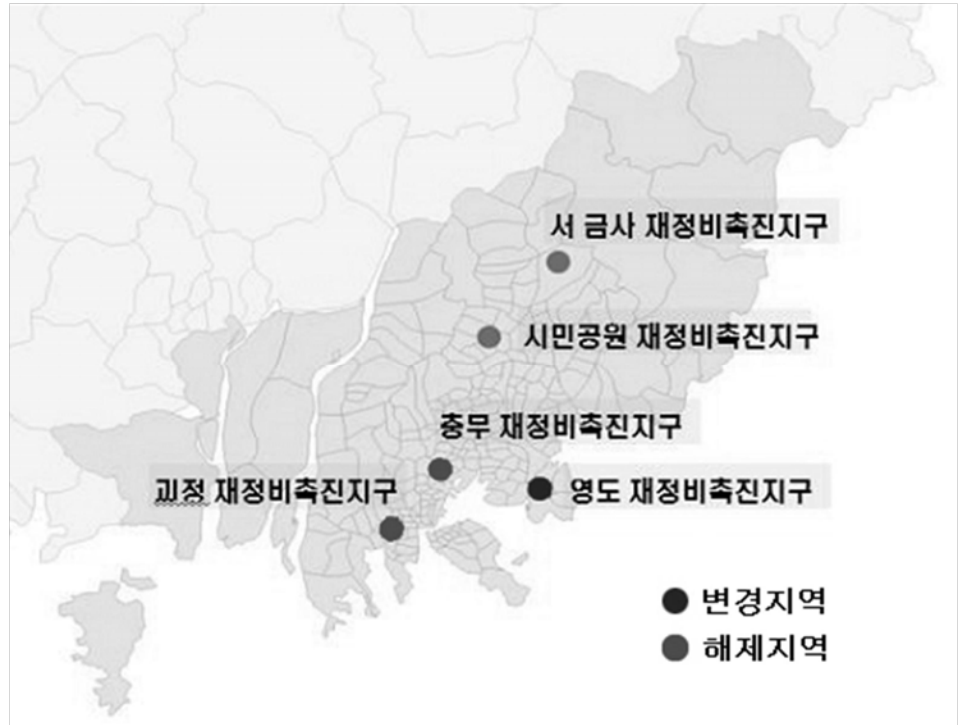 서 금사 재정비촉진지구
시민공원 재정비촉진지구
충무 재정비촉진지구
괴정 재정비촉진지구
영도 재정비촉진지구
변경지역
해제지역